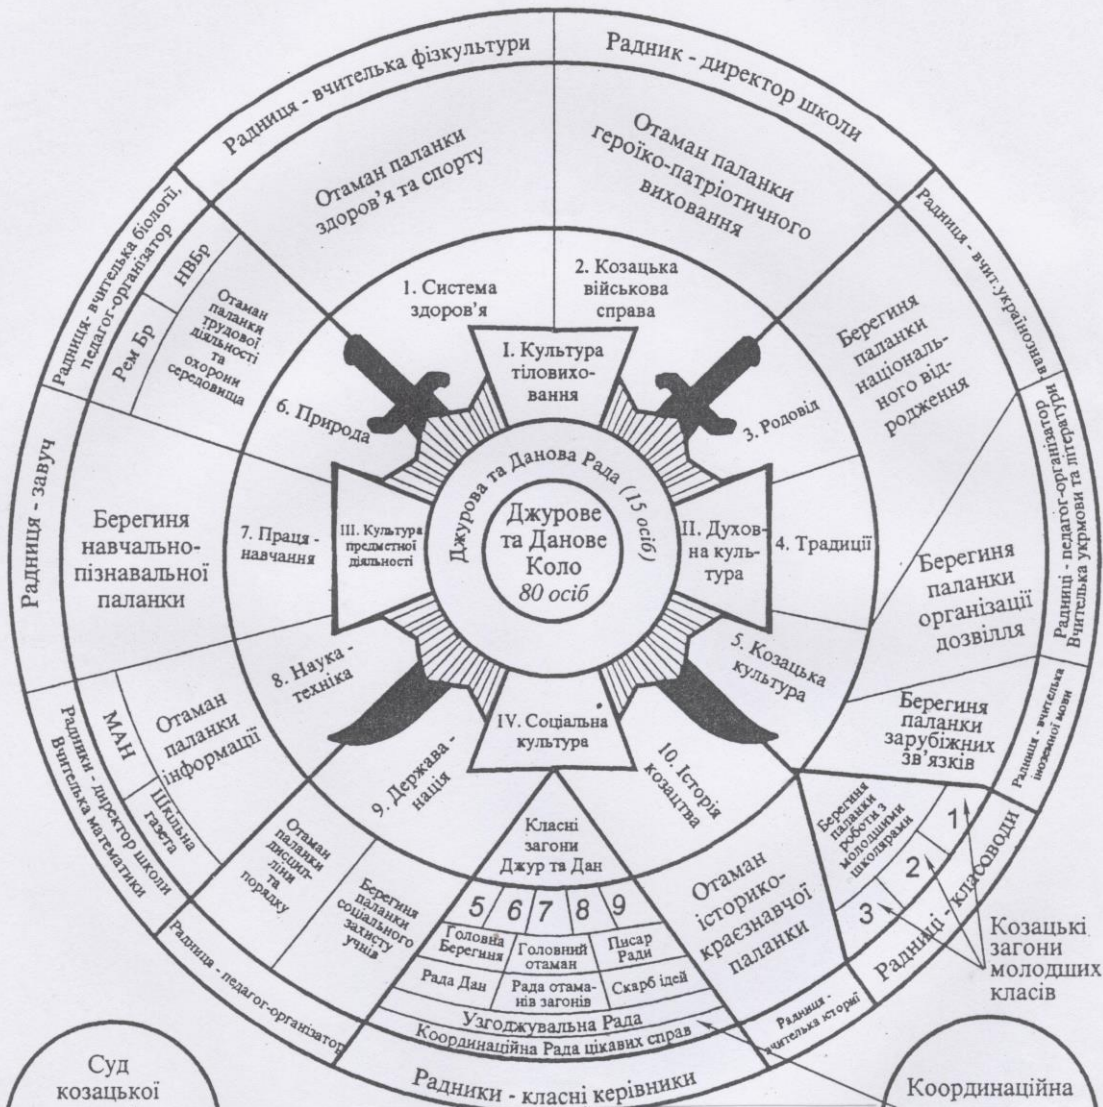 Радниця - вчителька фізкультури
Радник - директор школи
Отаман паланки
здоров'я та спорту
Отаман паланки
героїко-патріотичного
виховання
Радниця- вчителька біології,
педагог-організатор
НВБр
Рем Бр
Отаман
паланки
трудової
діяльності
та
охорони
середовища
Радниця - вчит.українознав.
Берегиня
паланки
національ-
ного від-
родження
1. Система
здоров'я
2. Козацька
військова
справа
І. Культура
тіловихо-
вання
6. Природа
3. Родовід
Радниця - завуч
Берегиня
навчально-
пізнавальної
паланки
7. Праця -
навчання
ІІІ. Культура
предметної
діяльності
Джурова та Данова Рада (15 осіб)
Джурове
та Данове
Коло
80 осіб
ІІ. Духов-
на куль-
тура
4. Традиції
Берегиня
паланки
організації
дозвілля
Радниці - педагог-організатор
Вчителька укрмови та літератури
8. Наука -
техніка
5. Козацька
культура
ІV. Соціальна
культура
Берегиня
паланки
зарубіжних
зв'язків
Радниця - вчителька
іноземної мови
МАН
Шкільна
газета
Отаман
паланки
інформації
Радники - директор школи
Вчителька математики
9. Держава -
нація
10. Історія
козацтва
Отаман
паланки
дисцип-
ліни
та
порядку
Берегиня
паланки
соціального
захисту
учнів
Радниця - педагог-організатор
Класні
загони
Джур та Дан
5 6 7 8 9
Головна
Берегиня
Головний
отаман
Писар
Ради
Рада Дан
Рада отама-
нів загонів
Скарб ідей
Узгоджувальна Рада
Координаційна Рада цікавих справ
Радники - класні керівники
Отаман
історико-
краєзнавчої
паланки
Радниця -
вчителька історії
Берегиня
паланки
роботи з
молодшими
школярами
1
2
3
Радниці - класоводи
Козацькі
загони
молодших
класів
Суд
козацької
Координаційна